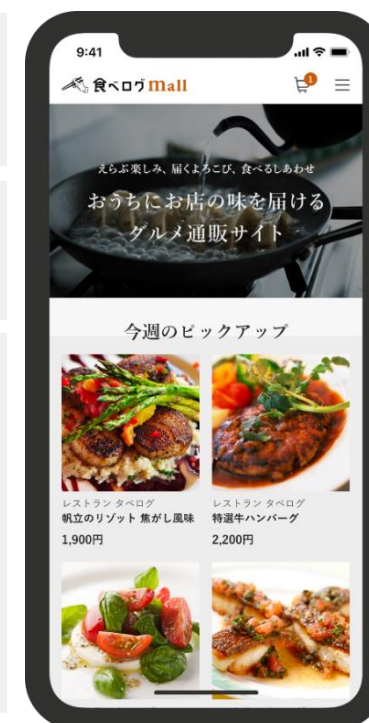 9:41
食べログ mall
1
えらぶ楽しみ、届くよろこび、食べるしあわせ
おうちにお店の味を届ける
グルメ通販サイト
今週のピックアップ
レストラン タベログ
帆立のリゾット 焦がし風味
1,900円
レストラン タベログ
特選牛ハンバーグ
2,200円